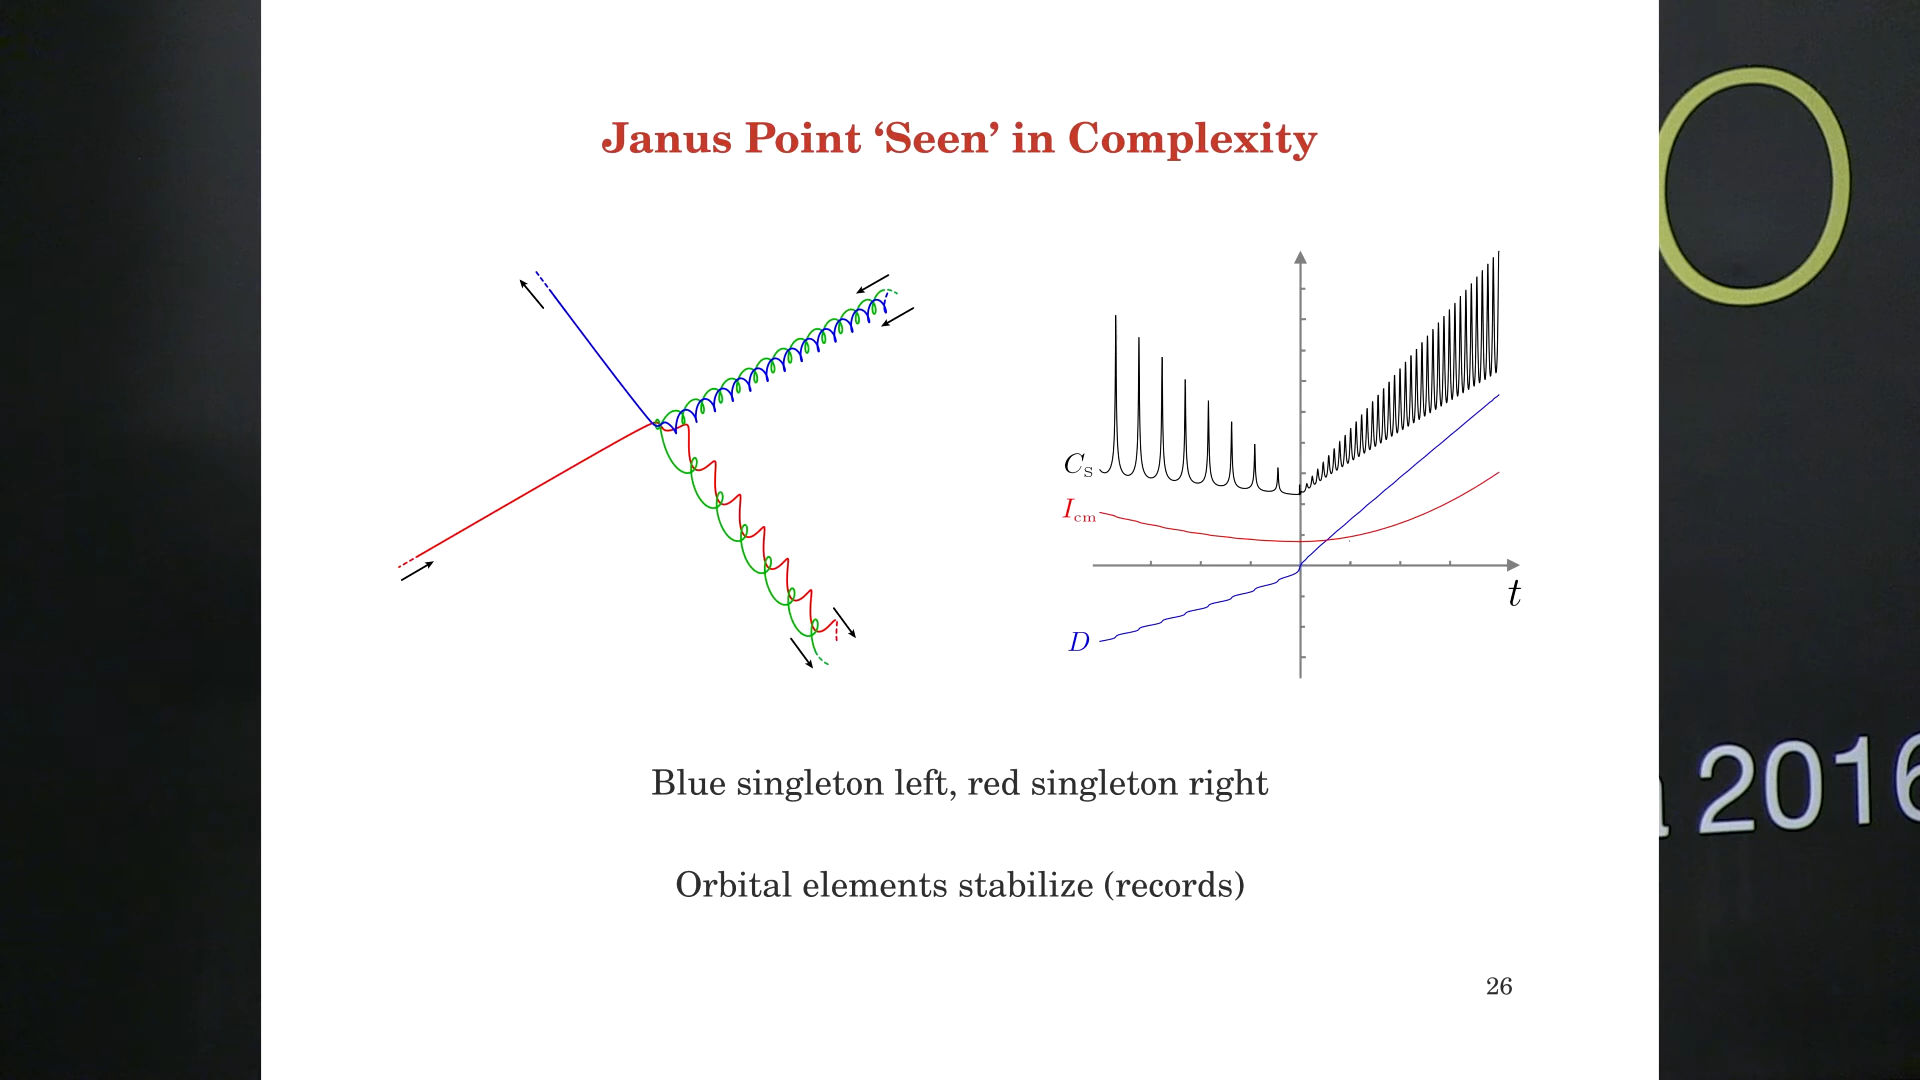 Janus Point ‘Seen’ in Complexity
C_S
I_cm
D
t
Blue singleton left, red singleton right
Orbital elements stabilize (records)
26
2016